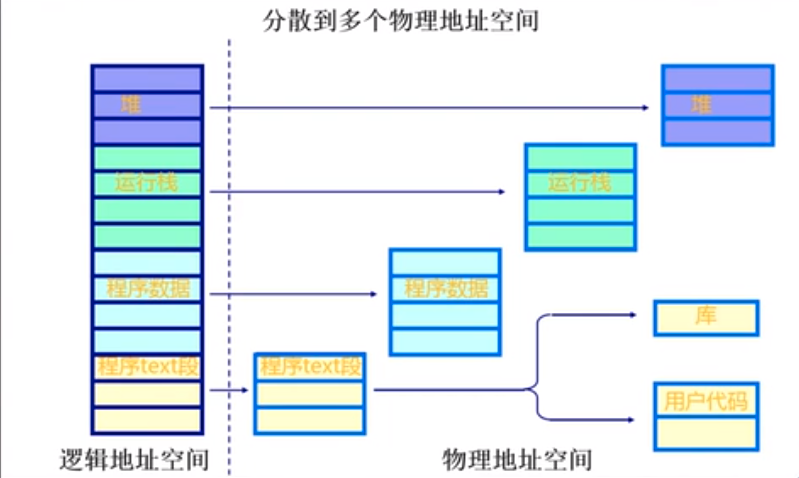 分散到多个物理地址空间
堆
堆
运行栈
运行栈
程序数据
程序数据
库
程序text段
程序text段
用户代码
逻辑地址空间
物理地址空间